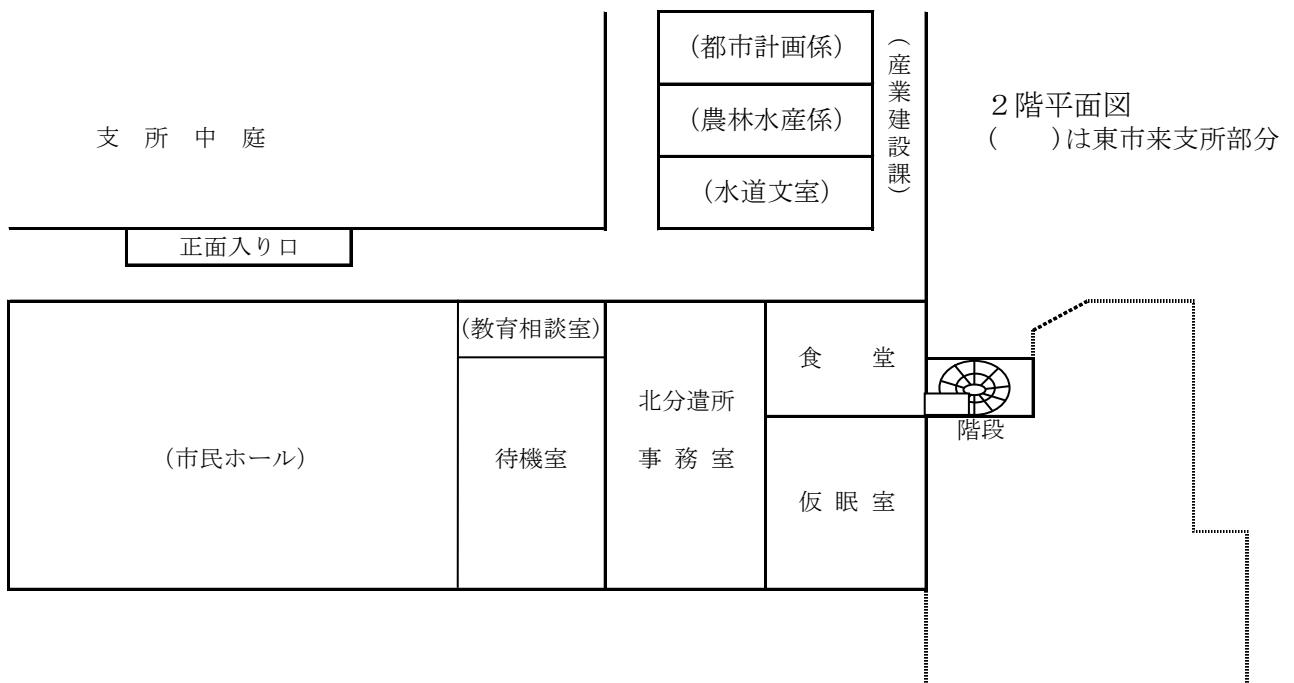 (都市計画係)
(農林水産係)
(水道文室)
(産業建設課)
2階平面図
(　　)は東市来支所部分
支　所　中　庭
正面入り口
(教育相談室)
(市民ホール)
待機室
北分遣所
事 務 室
食　　堂
仮 眠 室
階段